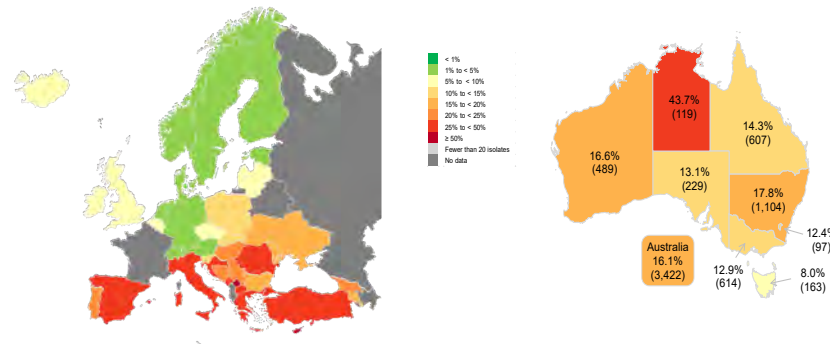 < 1%
1% to < 5%
5% to < 10%
10% to < 15%
15% to < 20%
20% to < 25%
25% to < 50%
≥ 50%
Fewer than 20 isolates
No data
43.7%
(119)
14.3%
(607)
16.6%
(489)
13.1%
(229)
17.8%
(1,104)
12.4%
(97)
Australia
16.1%
(3,422)
12.9%
(614)
8.0%
(163)